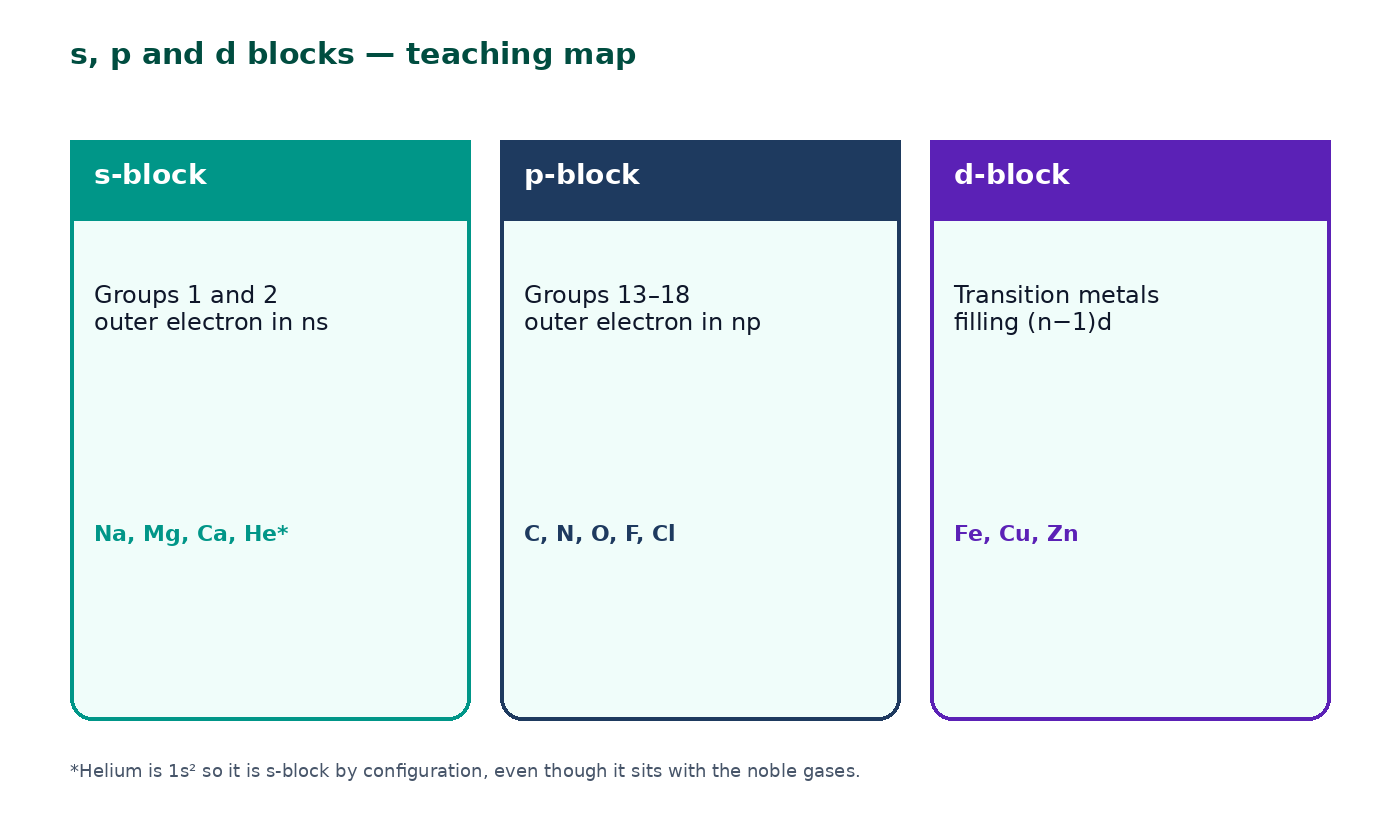 s, p and d blocks — teaching map
s-block
Groups 1 and 2
outer electron in ns
Na, Mg, Ca, He*
p-block
Groups 13–18
outer electron in np
C, N, O, F, Cl
d-block
Transition metals
filling (n−1)d
Fe, Cu, Zn
*Helium is 1s² so it is s-block by configuration, even though it sits with the noble gases.